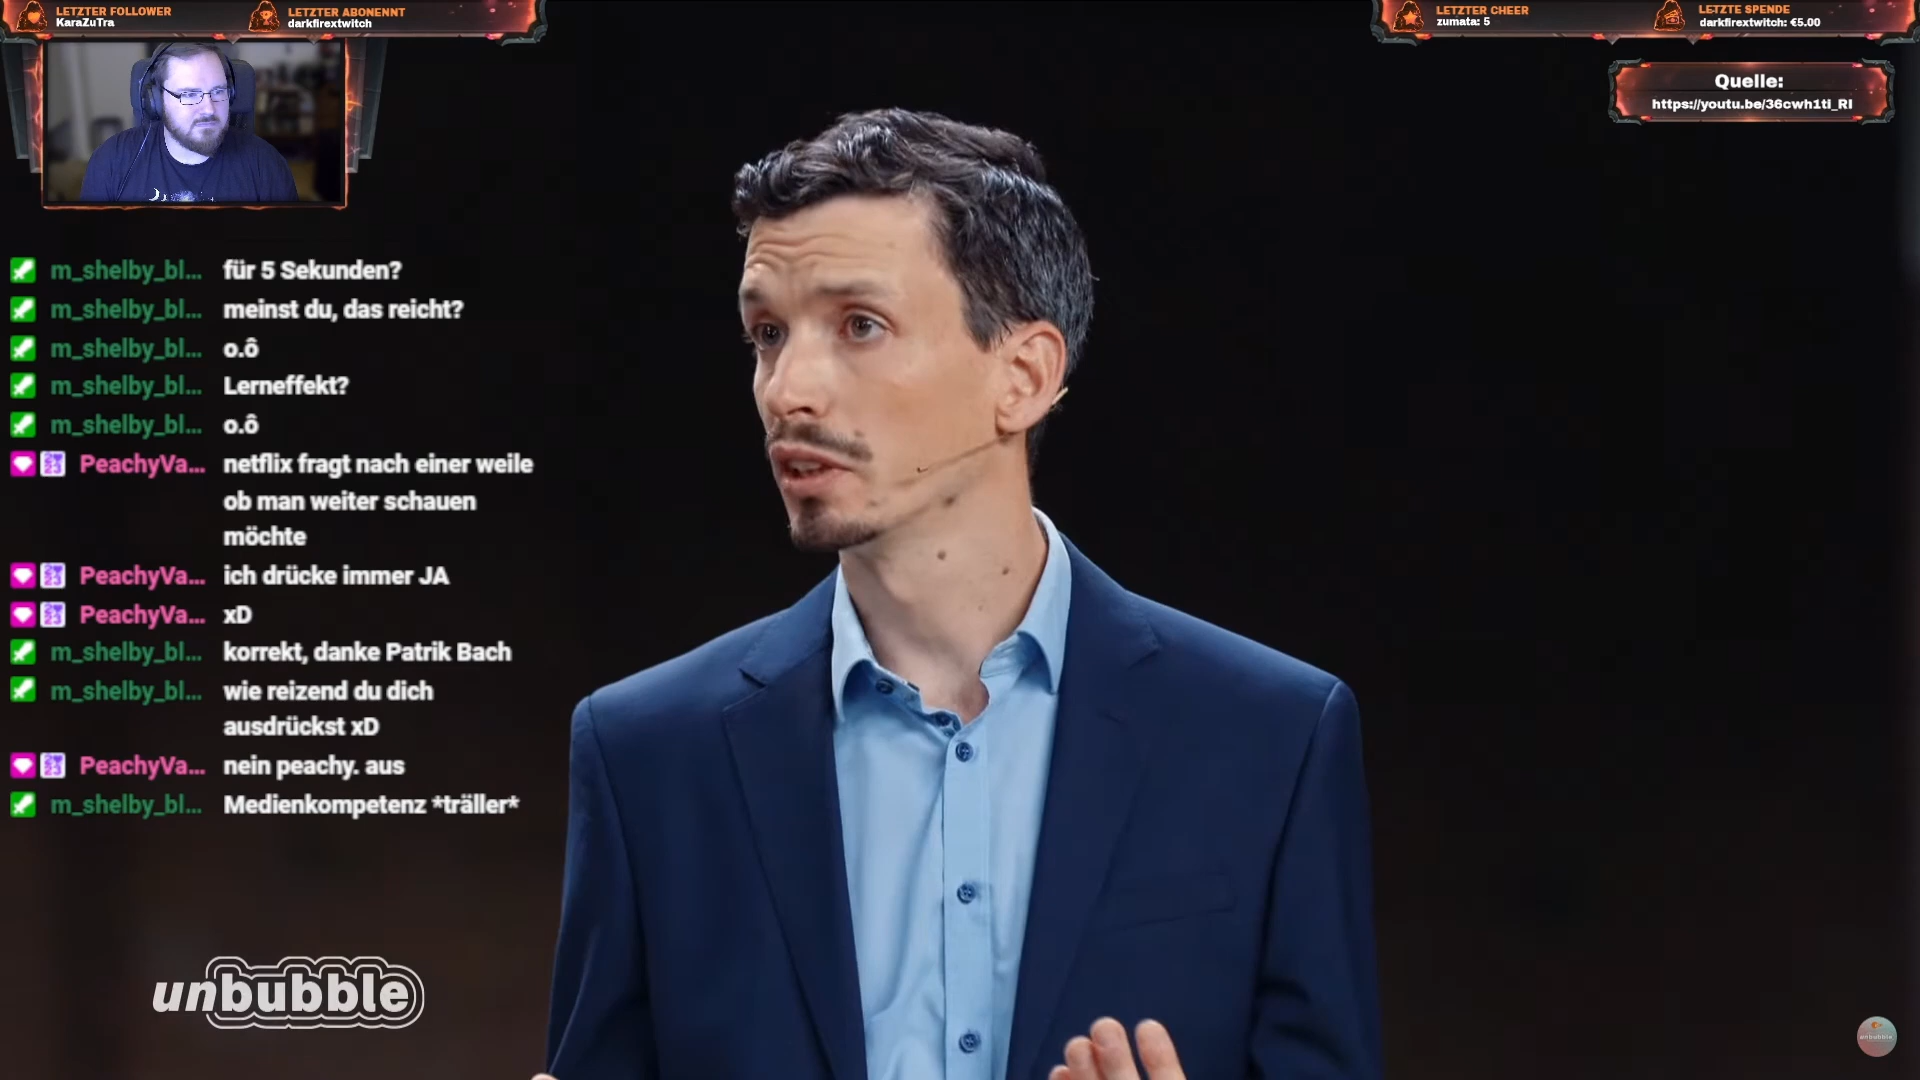 LETZTER FOLLOWER
KaraZuTra
LETZTER ABONENNT
darkfirextwitch
LETZTER CHEER
zumata: 5
LETZTE SPENDE
darkfirextwitch: €5.00
Quelle:
https://youtu.be/36cwh1ti_RI
m_shelby_bl... für 5 Sekunden?
m_shelby_bl... meinst du, das reicht?
m_shelby_bl... o.ô
m_shelby_bl... Lerneffekt?
m_shelby_bl... o.ô
PeachyVa... netflix fragt nach einer weile
ob man weiter schauen
möchte
PeachyVa... ich drücke immer JA
PeachyVa... xD
m_shelby_bl... korrekt, danke Patrik Bach
m_shelby_bl... wie reizend du dich
ausdrückst xD
PeachyVa... nein peachy. aus
m_shelby_bl... Medienkompetenz *träller*
unbubble
unbubble